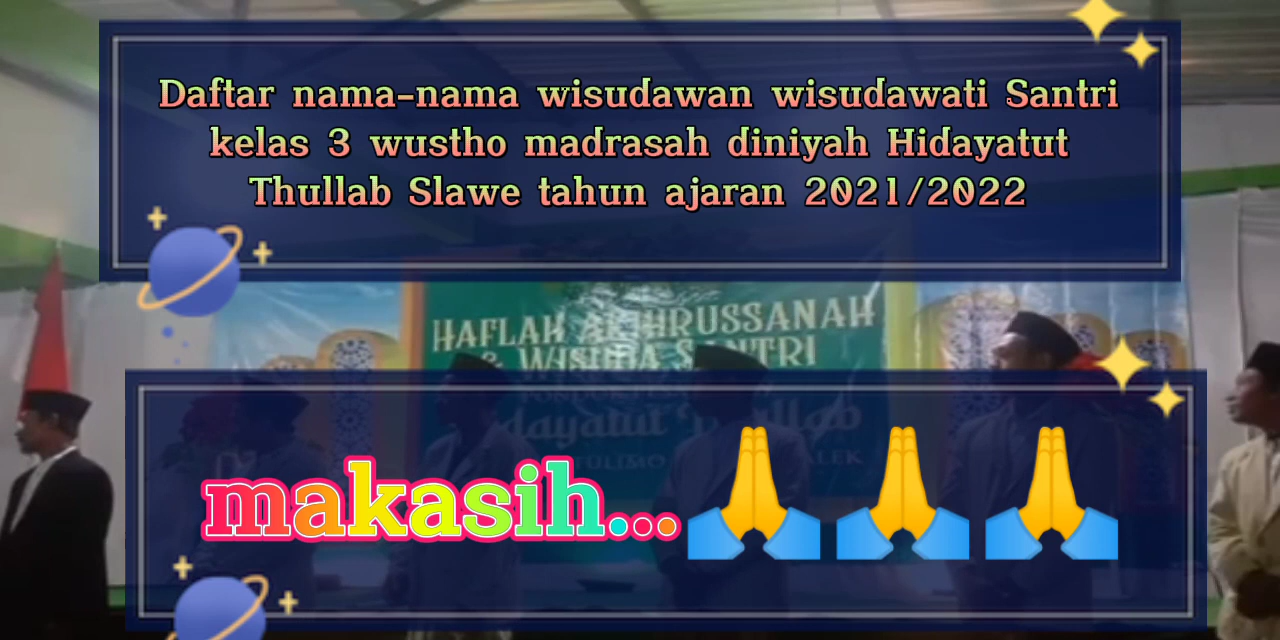 Daftar nama-nama wisudawan wisudawati Santri
kelas 3 wustho madrasah diniyah Hidayatut
Thullab Slawe tahun ajaran 2021/2022
HAFLAH AKHIRUSSANAH
& WISUDA SANTRI
makasih...🙏🙏🙏